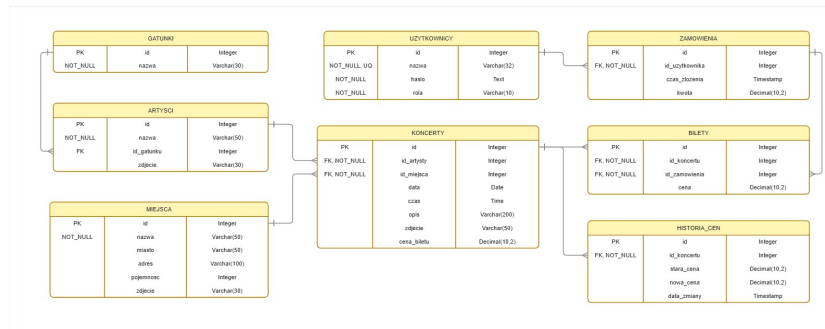 GATUNKI
PK id Integer
NOT_NULL nazwa Varchar(30)
ARTYSCI
PK id Integer
NOT_NULL nazwa Varchar(50)
FK id_gatunku Integer
zdjecie Varchar(30)
MIEJSCA
PK id Integer
NOT_NULL nazwa Varchar(50)
miasto Varchar(50)
adres Varchar(100)
pojemnosc Integer
zdjecie Varchar(30)
UZYTKOWNICY
PK id Integer
NOT_NULL, UQ nazwa Varchar(32)
NOT_NULL haslo Text
NOT_NULL rola Varchar(10)
KONCERTY
PK id Integer
FK, NOT_NULL id_artysty Integer
FK, NOT_NULL id_miejsca Integer
data Date
czas Time
opis Varchar(200)
zdjecie Varchar(50)
cena_biletu Decimal(10,2)
ZAMOWIENIA
PK id Integer
FK, NOT_NULL id_uzytkownika Integer
czas_zlozenia Timestamp
kwota Decimal(10,2)
BILETY
PK id Integer
FK, NOT_NULL id_koncertu Integer
FK, NOT_NULL id_zamowienia Integer
cena Decimal(10,2)
HISTORIA_CEN
PK id Integer
FK, NOT_NULL id_koncertu Integer
stara_cena Decimal(10,2)
nowa_cena Decimal(10,2)
data_zmiany Timestamp